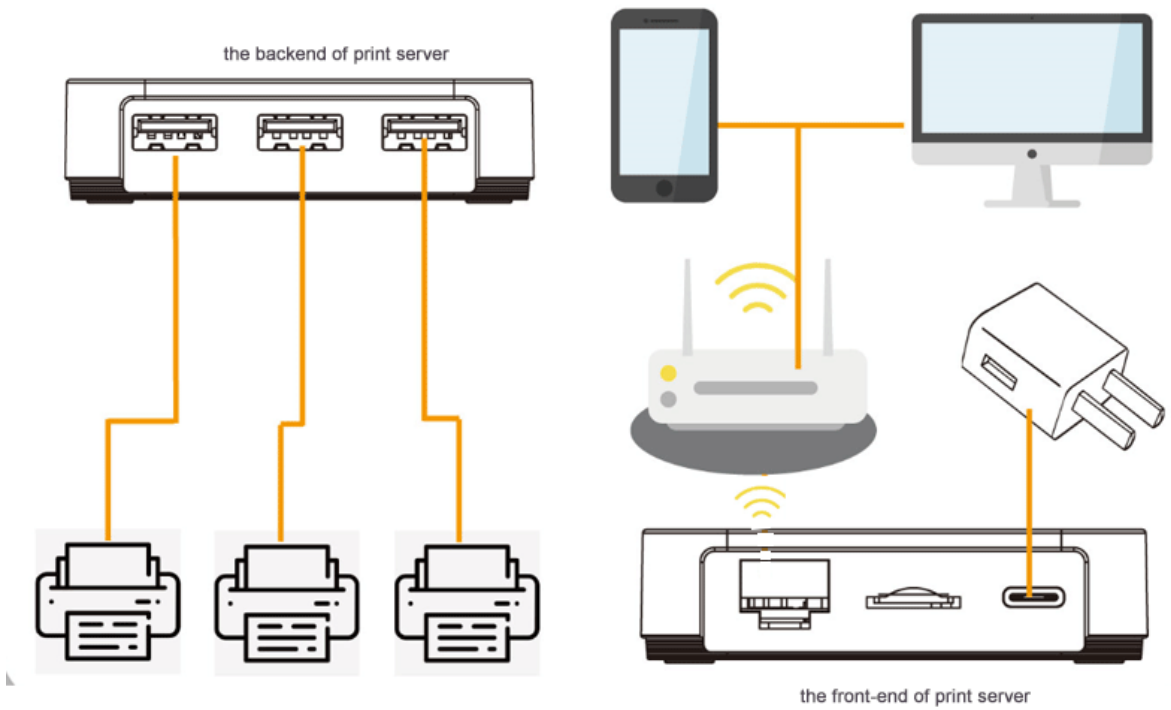 the backend of print server
the front-end of print server